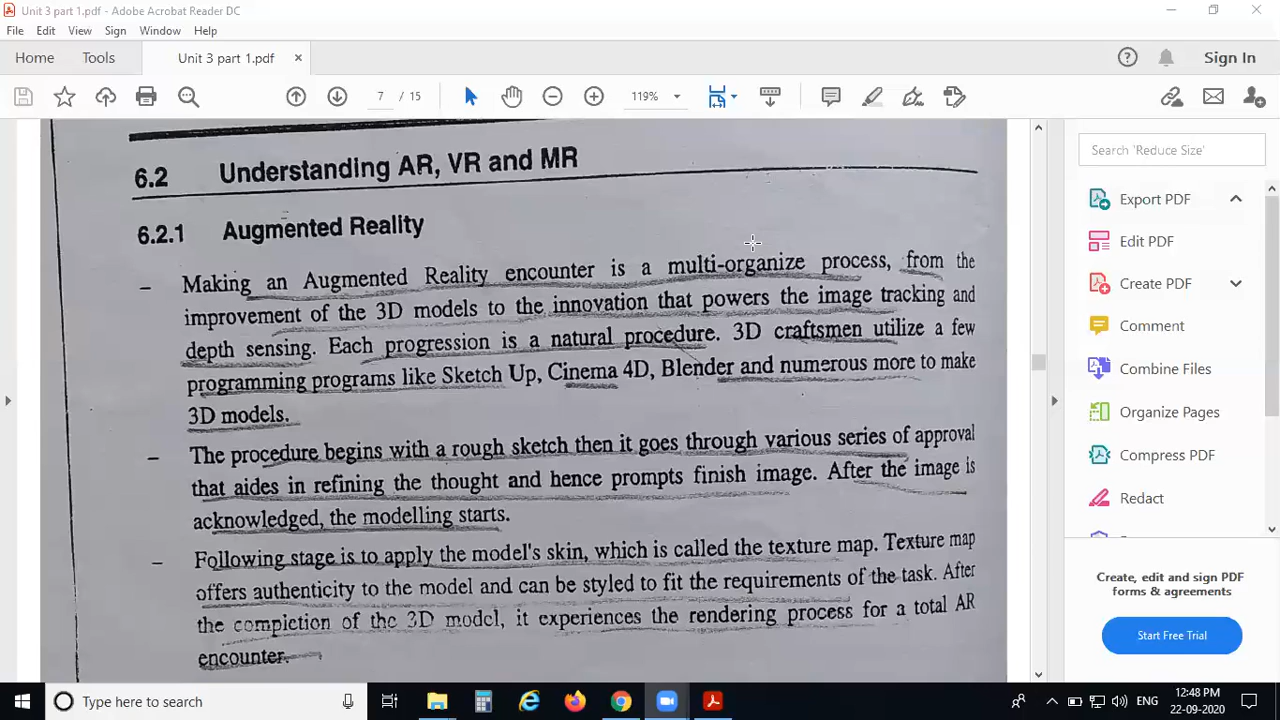 Unit 3 part 1.pdf - Adobe Acrobat Reader DC
File Edit View Sign Window Help
Home Tools Unit 3 part 1.pdf × Sign In
7 / 15 119%
6.2 Understanding AR, VR and MR
6.2.1 Augmented Reality
– Making an Augmented Reality encounter is a multi-organize process, from the
improvement of the 3D models to the innovation that powers the image tracking and
depth sensing. Each progression is a natural procedure. 3D craftsmen utilize a few
programming programs like Sketch Up, Cinema 4D, Blender and numerous more to make
3D models.
– The procedure begins with a rough sketch then it goes through various series of approval
that aides in refining the thought and hence prompts finish image. After the image is
acknowledged, the modelling starts.
– Following stage is to apply the model's skin, which is called the texture map. Texture map
offers authenticity to the model and can be styled to fit the requirements of the task. After
the completion of the 3D model, it experiences the rendering process for a total AR
encounter.
Search 'Reduce Size'
Export PDF
Edit PDF
Create PDF
Comment
Combine Files
Organize Pages
Compress PDF
Redact
Create, edit and sign PDF
forms & agreements
Start Free Trial
Type here to search
ENG
12:48 PM
22-09-2020